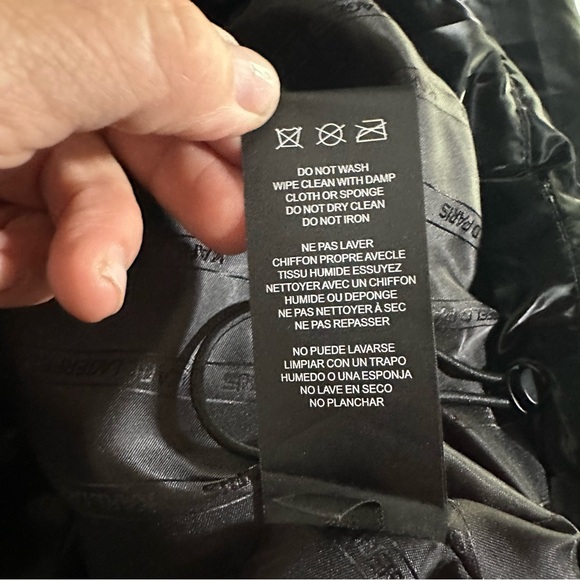 DO NOT WASH
WIPE CLEAN WITH DAMP
CLOTH OR SPONGE
DO NOT DRY CLEAN
DO NOT IRON
NE PAS LAVER
CHIFFON PROPRE AVECLE
TISSU HUMIDE ESSUYEZ
NETTOYER AVEC UN CHIFFON
HUMIDE OU DEPONGE
NE PAS NETTOYER À SEC
NE PAS REPASSER
NO PUEDE LAVARSE
LIMPIAR CON UN TRAPO
HUMEDO O UNA ESPONJA
NO LAVE EN SECO
NO PLANCHAR
PARIS